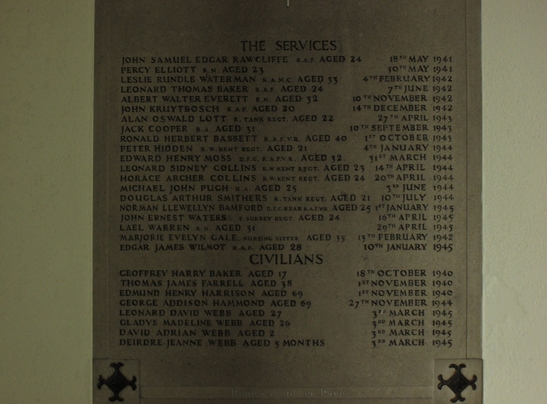 THE SERVICES
JOHN SAMUEL EDGAR RAWCLIFFE R.A.F. AGED 24 18TH MAY 1941
PERCY ELLIOTT R.N. AGED 23 30TH MAY 1941
LESLIE RUNDLE WATERMAN AGED 33 4TH FEBRUARY 1942
LEONARD THOMAS BAKER R.A.F. AGED 24 7TH JUNE 1942
ALBERT WALTER EVERETT R.N. AGED 32 10TH NOVEMBER 1942
JOHN KRUYTBOSCH R.A.F. AGED 20 14TH DECEMBER 1942
ALAN OSWALD LOTT R. TANK REGT. AGED 22 27TH APRIL 1943
JACK COOPER R.A. AGED 31 10TH SEPTEMBER 1943
RONALD HERBERT BASSETT R.A.F.V.R. AGED 40 1ST OCTOBER 1943
PETER HIDDEN R.W. KENT REGT. AGED 21 4TH JANUARY 1944
EDWARD HENRY MOSS D.F.C. R.A.F.V.R. AGED 32 31ST MARCH 1944
LEONARD SIDNEY COLLINS R.W. KENT REGT. AGED 23 14TH APRIL 1944
HORACE ARCHER COLLINS R.W. KENT REGT. AGED 24 20TH APRIL 1944
MICHAEL JOHN PUGH R.A. AGED 25 3RD JUNE 1944
DOUGLAS ARTHUR SMITHERS R. TANK REGT. AGED 21 10TH JULY 1944
NORMAN LLEWELLYN BAMFORD AGED 25 1ST JANUARY 1945
JOHN ERNEST WATERS E. SURREY REGT. AGED 24 16TH APRIL 1945
LAEL WARREN R.N. AGED 31 29TH APRIL 1943
MARJORIE EVELYN GALE NURSING SISTER AGED 35 13TH FEBRUARY 1942
EDGAR JAMES WILMOT R.A.F. AGED 28 10TH JANUARY 1945
CIVILIANS
GEOFFREY HARRY BAKER AGED 17 18TH OCTOBER 1940
THOMAS JAMES FARRELL AGED 38 1ST NOVEMBER 1940
EDMUND HENRY HARRISON AGED 69 1ST NOVEMBER 1940
GEORGE ADDISON HAMMOND AGED 69 27TH NOVEMBER 1944
LEONARD DAVID WEBB AGED 27 3RD MARCH 1945
GLADYS MADELINE WEBB AGED 26 3RD MARCH 1945
DAVID ADRIAN WEBB AGED 2 3RD MARCH 1945
DEIRDRE JEANNE WEBB AGED 3 MONTHS 3RD MARCH 1945